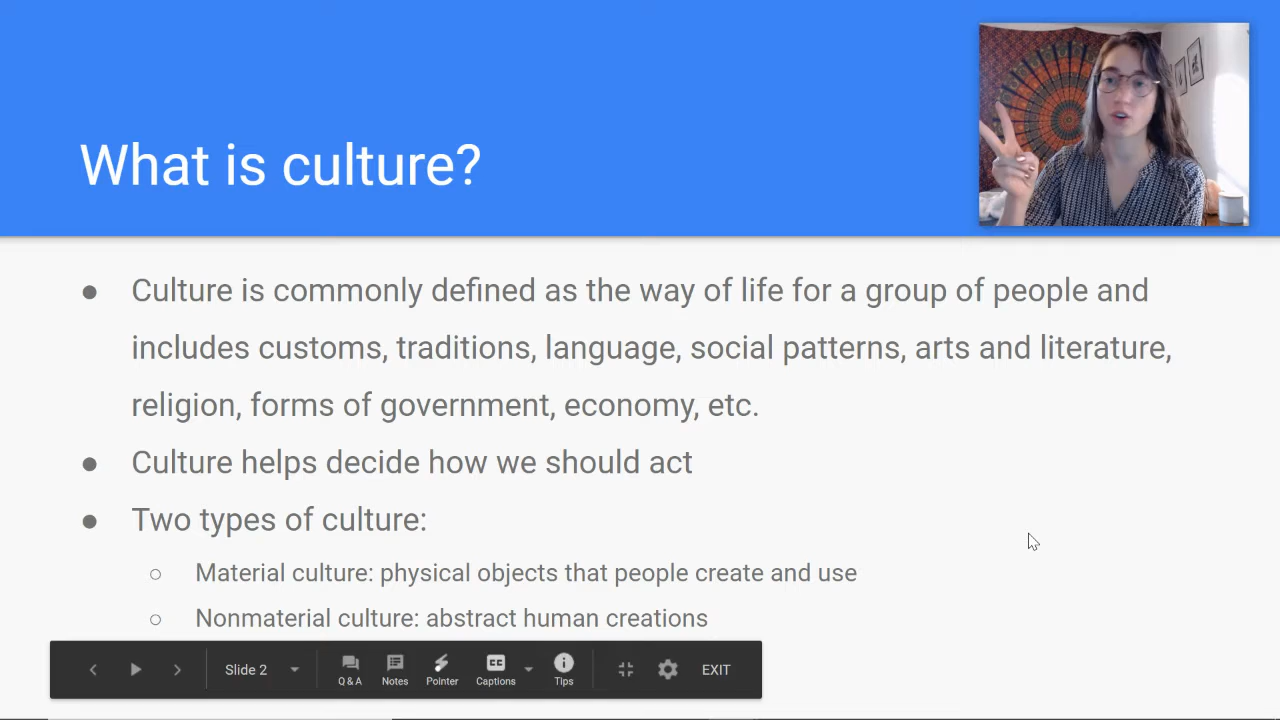 What is culture?
Culture is commonly defined as the way of life for a group of people and
includes customs, traditions, language, social patterns, arts and literature,
religion, forms of government, economy, etc.
Culture helps decide how we should act
Two types of culture:
Material culture: physical objects that people create and use
Nonmaterial culture: abstract human creations
Slide 2
Q & A
Notes
Pointer
CC
Captions
Tips
EXIT